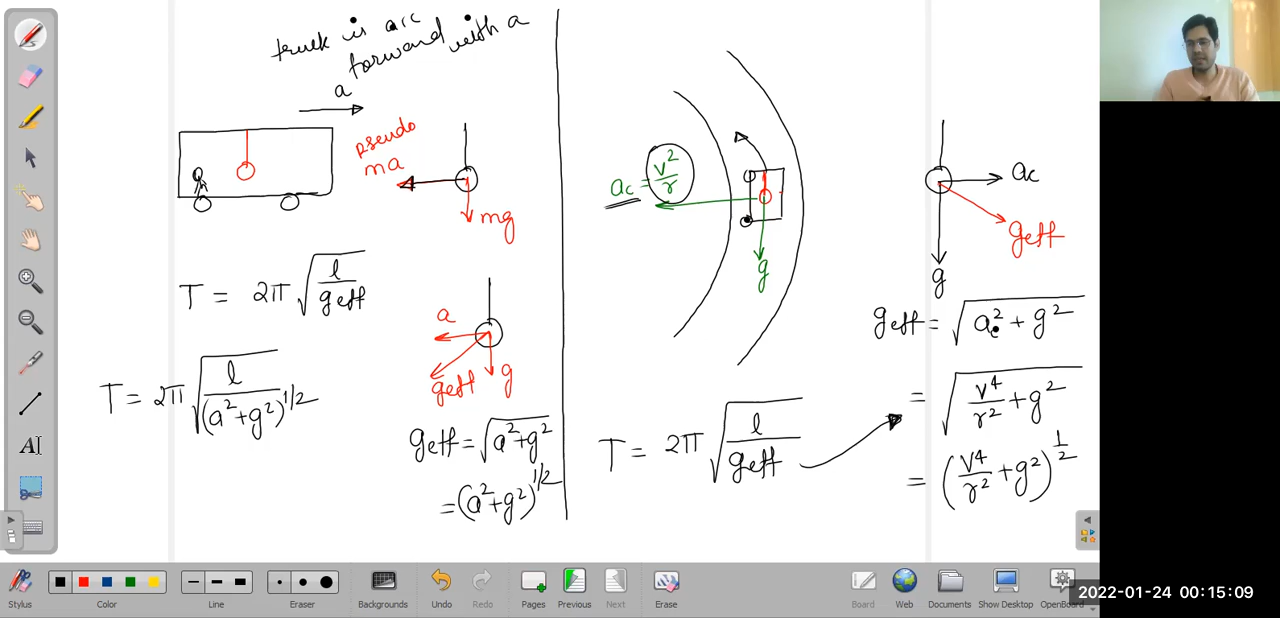 truck is acc
forward with a
a
pseudo
ma
mg
T = 2π √(l / geff)
a
geff
g
T = 2π √(l / (a² + g²)^1/2)
geff = √(a² + g²)
= (a² + g²)^1/2
ac = v²/r
g
T = 2π √(l / geff)
ac
geff
g
geff = √(ac² + g²)
= √(v⁴/r² + g²)
= (v⁴/r² + g²)^1/2
Stylus
Color
Line
Eraser
Backgrounds
Undo
Redo
Pages
Previous
Next
Erase
Board
Web
Documents
Show Desktop
OpenBoard
2022-01-24 00:15:09